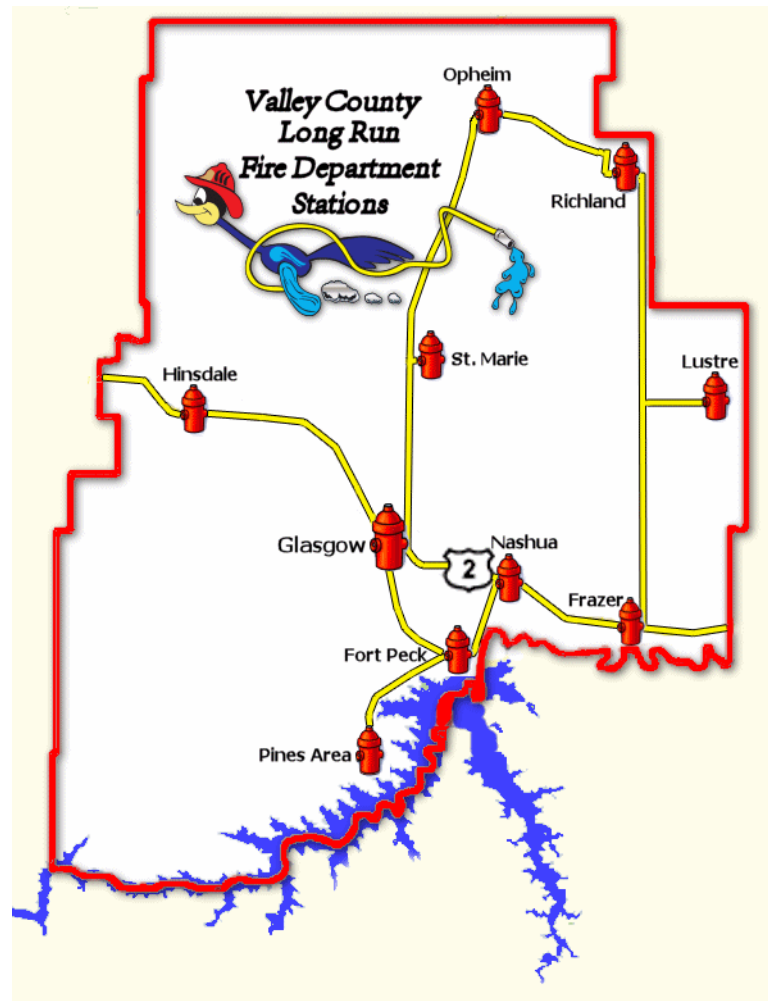 Opheim
Valley County
Long Run
Fire Department
Stations
Richland
St. Marie
Lustre
Hinsdale
Glasgow
Nashua
2
Frazer
Fort Peck
Pines Area